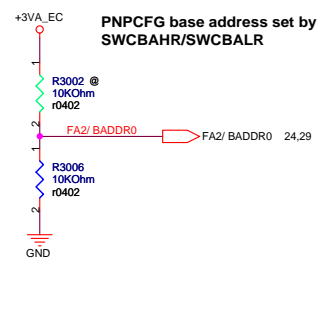 +3VA_EC
PNPCFG base address set by
SWCBAHR/SWCBALR
1
R3002 @
10KOhm
r0402
2
FA2/ BADDR0
FA2/ BADDR0 24,29
1
R3006
10KOhm
r0402
2
GND